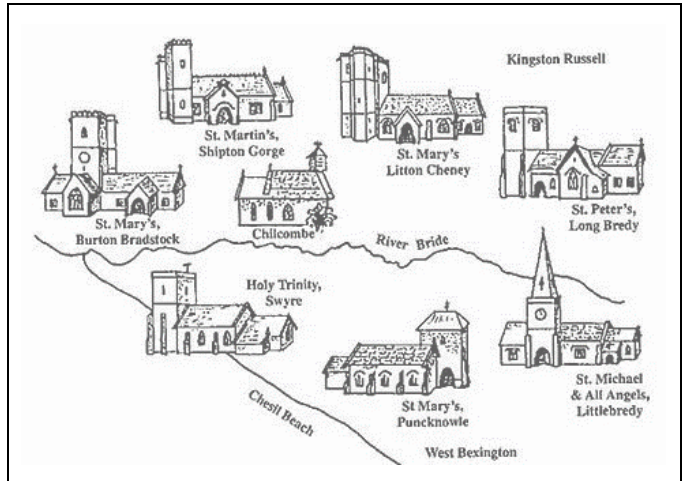 Kingston Russell
St. Martin's,
Shipton Gorge
St. Mary's
Litton Cheney
St. Peter's,
Long Bredy
St. Mary's,
Burton Bradstock
Chilcombe
River Bride
Holy Trinity,
Swyre
Chesil Beach
St Mary's,
Puncknowle
St. Michael
& All Angels,
Littlebredy
West Bexington